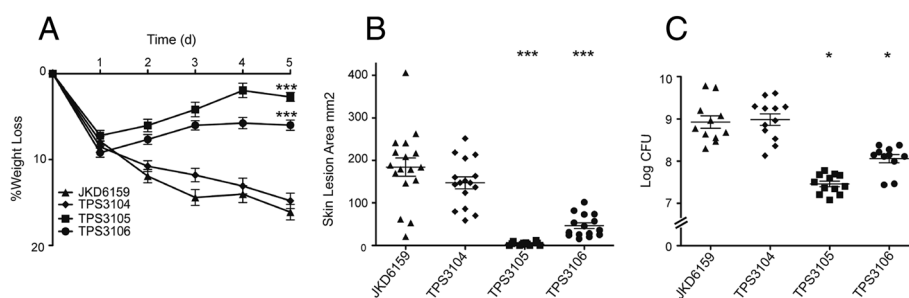 A
Time (d)
0 1 2 3 4 5
10
20
%Weight Loss
***
***
JKD6159
TPS3104
TPS3105
TPS3106
B
*** ***
400
300
200
100
0
Skin Lesion Area mm2
JKD6159 TPS3104 TPS3105 TPS3106
C
* *
10
9
8
7
0
Log CFU
JKD6159 TPS3104 TPS3105 TPS3106